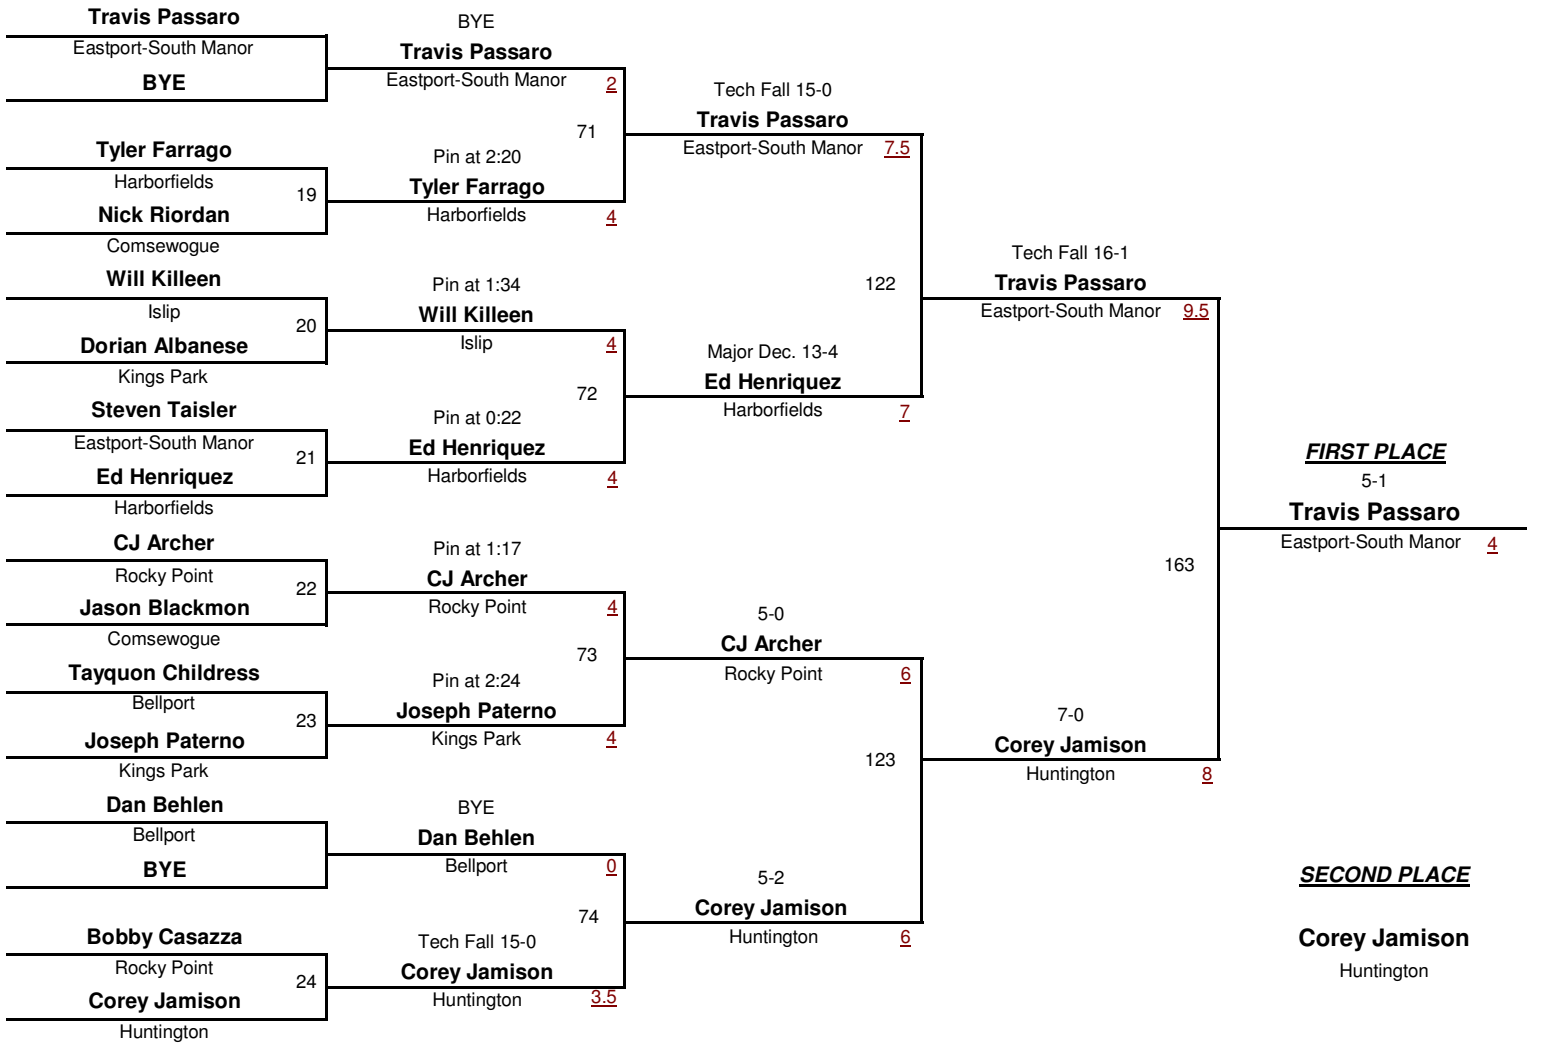 Travis Passaro
Eastport-South Manor
BYE
Tyler Farrago
Harborfields
19
Nick Riordan
Comsewogue
Will Killeen
Islip
20
Dorian Albanese
Kings Park
Steven Taisler
Eastport-South Manor
21
Ed Henriquez
Harborfields
CJ Archer
Rocky Point
22
Jason Blackmon
Comsewogue
Tayquon Childress
Bellport
23
Joseph Paterno
Kings Park
Dan Behlen
Bellport
BYE
Bobby Casazza
Rocky Point
24
Corey Jamison
Huntington
BYE
Travis Passaro
Eastport-South Manor 2
71
Pin at 2:20
Tyler Farrago
Harborfields 4
Pin at 1:34
Will Killeen
Islip 4
72
Pin at 0:22
Ed Henriquez
Harborfields 4
Pin at 1:17
CJ Archer
Rocky Point 4
73
Pin at 2:24
Joseph Paterno
Kings Park 4
BYE
Dan Behlen
Bellport 0
74
Tech Fall 15-0
Corey Jamison
Huntington 3.5
Tech Fall 15-0
Travis Passaro
Eastport-South Manor 7.5
122
Major Dec. 13-4
Ed Henriquez
Harborfields 7
5-0
CJ Archer
Rocky Point 6
123
5-2
Corey Jamison
Huntington 6
Tech Fall 16-1
Travis Passaro
Eastport-South Manor 9.5
163
7-0
Corey Jamison
Huntington 8
FIRST PLACE
5-1
Travis Passaro
Eastport-South Manor 4
SECOND PLACE
Corey Jamison
Huntington